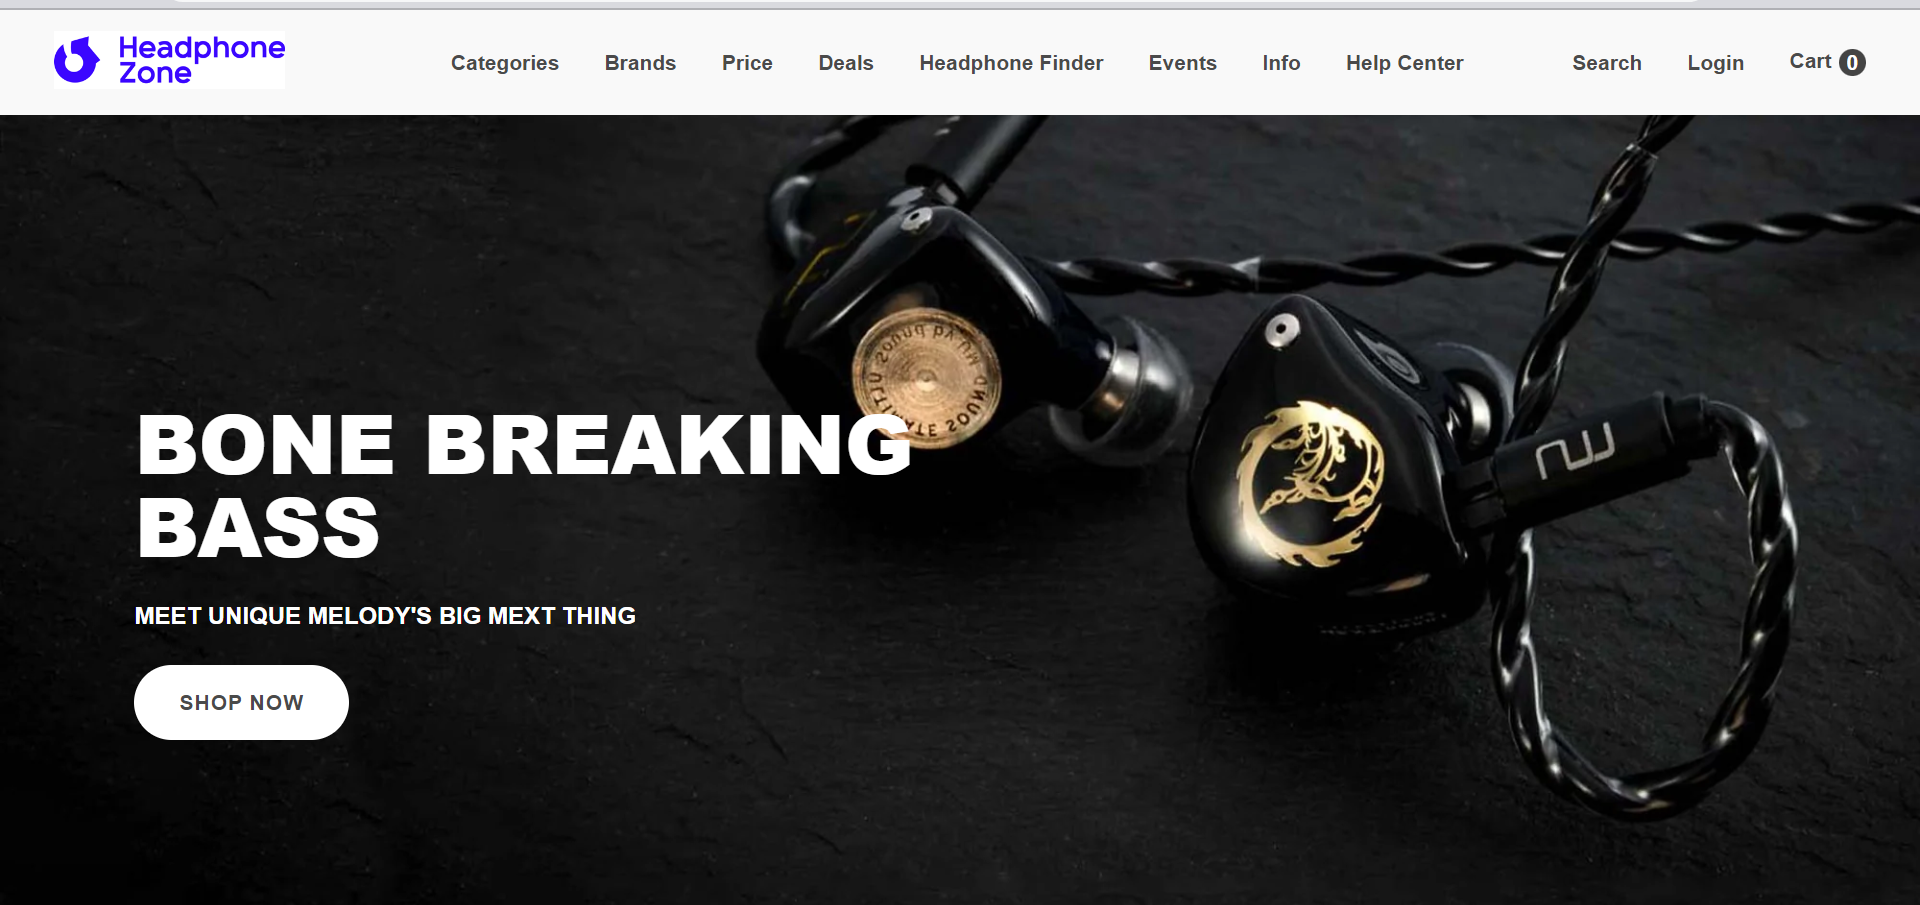 Headphone
Zone
Categories Brands Price Deals Headphone Finder Events Info Help Center Search Login Cart 0
BONE BREAKING
BASS
MEET UNIQUE MELODY'S BIG MEXT THING
SHOP NOW